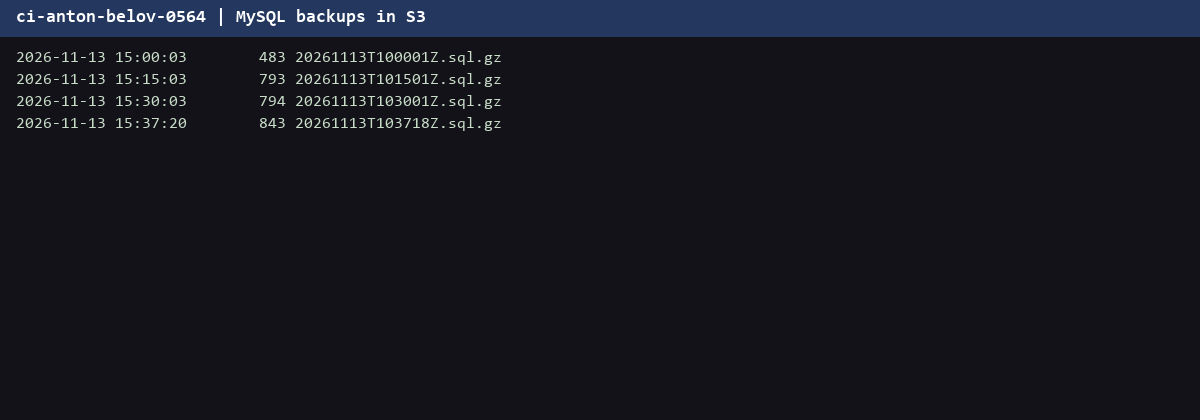 ci-anton-belov-0564 | MySQL backups in S3
2026-11-13 15:00:03        483 20261113T100001Z.sql.gz
2026-11-13 15:15:03        793 20261113T101501Z.sql.gz
2026-11-13 15:30:03        794 20261113T103001Z.sql.gz
2026-11-13 15:37:20        843 20261113T103718Z.sql.gz